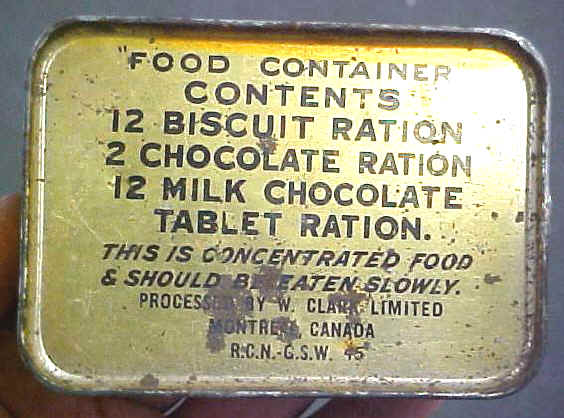 "FOOD CONTAINER
CONTENTS
12 BISCUIT RATION
2 CHOCOLATE RATION
12 MILK CHOCOLATE
TABLET RATION.
THIS IS CONCENTRATED FOOD
& SHOULD BE EATEN SLOWLY.
PROCESSED BY W. CLARK LIMITED
MONTREAL, CANADA
R.C.N.-G.S.W. 45